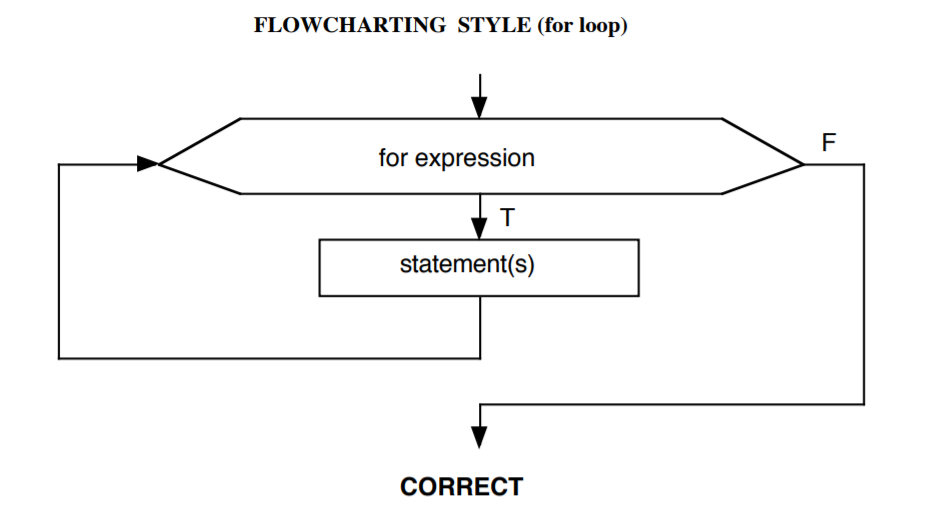 FLOWCHARTING STYLE (for loop)
for expression
F
T
statement(s)
CORRECT